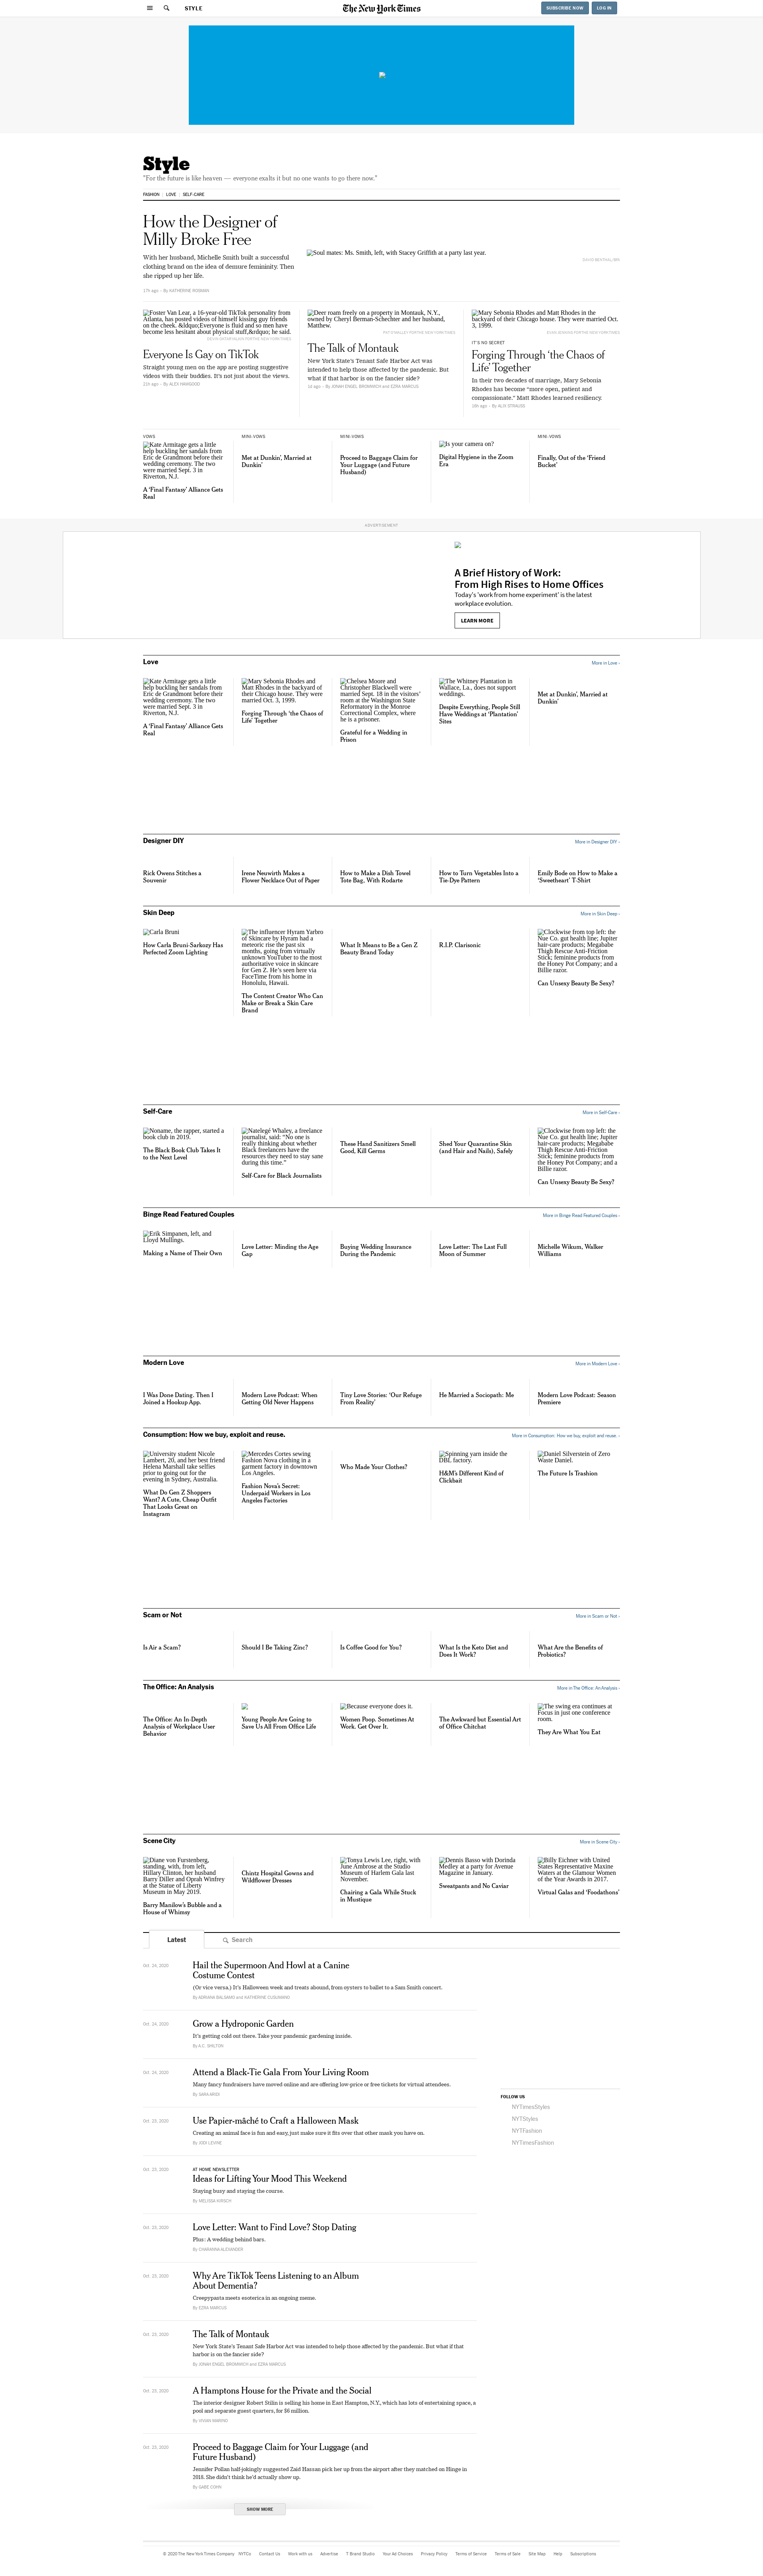 STYLE
The New York Times
SUBSCRIBE NOW
LOG IN
Style
"For the future is like heaven — everyone exalts it but no one wants to go there now."
FASHION
LOVE
SELF-CARE
How the Designer of
Milly Broke Free
With her husband, Michelle Smith built a successful
clothing brand on the idea of demure femininity. Then
she ripped up her life.
17h ago · By KATHERINE ROSMAN
Soul mates: Ms. Smith, left, with Stacey Griffith at a party last year.
Foster Van Lear, a 16-year-old TikTok personality from
Atlanta, has posted videos of himself kissing guy friends
on the cheek. &ldquo;Everyone is fluid and so men have
become less hesitant about physical stuff,&rdquo; he said.
Everyone Is Gay on TikTok
Straight young men on the app are posting suggestive
videos with their buddies. It's not just about the views.
21h ago · By ALEX HAWGOOD
Deer roam freely on a property in Montauk, N.Y.,
owned by Cheryl Berman-Schechter and her husband,
Matthew.
The Talk of Montauk
New York State's Tenant Safe Harbor Act was
intended to help those affected by the pandemic. But
what if that harbor is on the fancier side?
1d ago · By JONAH ENGEL BROMWICH and EZRA MARCUS
Mary Sebonia Rhodes and Matt Rhodes in the
backyard of their Chicago house. They were married Oct.
3, 1999.
IT'S NO SECRET
Forging Through 'the Chaos of
Life' Together
In their two decades of marriage, Mary Sebonia
Rhodes has become "more open, patient and
compassionate." Matt Rhodes learned resiliency.
19h ago · By ALIX STRAUSS
VOWS
Kate Armitage gets a little
help buckling her sandals from
Eric de Grandmont before their
wedding ceremony. The two
were married Sept. 3 in
Riverton, N.J.
A 'Final Fantasy' Alliance Gets
Real
MINI-VOWS
Met at Dunkin', Married at
Dunkin'
MINI-VOWS
Proceed to Baggage Claim for
Your Luggage (and Future
Husband)
Is your camera on?
Digital Hygiene in the Zoom
Era
MINI-VOWS
Finally, Out of the 'Friend
Bucket'
ADVERTISEMENT
A Brief History of Work:
From High Rises to Home Offices
Today's 'work from home experiment' is the latest
workplace evolution.
LEARN MORE
Love
More in Love ›
Kate Armitage gets a little
help buckling her sandals from
Eric de Grandmont before their
wedding ceremony. The two
were married Sept. 3 in
Riverton, N.J.
A 'Final Fantasy' Alliance Gets
Real
Mary Sebonia Rhodes and
Matt Rhodes in the backyard of
their Chicago house. They were
married Oct. 3, 1999.
Forging Through 'the Chaos of
Life' Together
Chelsea Moore and
Christopher Blackwell were
married Sept. 18 in the visitors'
room at the Washington State
Reformatory in the Monroe
Correctional Complex, where
he is a prisoner.
Grateful for a Wedding in
Prison
The Whitney Plantation in
Wallace, La., does not support
weddings.
Despite Everything, People Still
Have Weddings at 'Plantation'
Sites
Met at Dunkin', Married at
Dunkin'
Designer DIY
More in Designer DIY ›
Rick Owens Stitches a
Souvenir
Irene Neuwirth Makes a
Flower Necklace Out of Paper
How to Make a Dish Towel
Tote Bag, With Rodarte
How to Turn Vegetables Into a
Tie-Dye Pattern
Emily Bode on How to Make a
'Sweetheart' T-Shirt
Skin Deep
More in Skin Deep ›
Carla Bruni
How Carla Bruni-Sarkozy Has
Perfected Zoom Lighting
The influencer Hyram Yarbro
of Skincare by Hyram had a
meteoric rise the past six
months, going from virtually
unknown YouTuber to the most
authoritative voice in skincare
for Gen Z. He's seen here via
FaceTime from his home in
Honolulu, Hawaii.
The Content Creator Who Can
Make or Break a Skin Care
Brand
What It Means to Be a Gen Z
Beauty Brand Today
R.I.P. Clarisonic
Clockwise from top left: the
Nue Co. gut health line; Jupiter
hair-care products; Megababe
Thigh Rescue Anti-Friction
Stick; feminine products from
the Honey Pot Company; and a
Billie razor.
Can Unsexy Beauty Be Sexy?
Self-Care
More in Self-Care ›
Noname, the rapper, started a
book club in 2019.
The Black Book Club Takes It
to the Next Level
Natelegé Whaley, a freelance
journalist, said: "No one is
really thinking about whether
Black freelancers have the
resources they need to stay sane
during this time."
Self-Care for Black Journalists
These Hand Sanitizers Smell
Good, Kill Germs
Shed Your Quarantine Skin
(and Hair and Nails), Safely
Clockwise from top left: the
Nue Co. gut health line; Jupiter
hair-care products; Megababe
Thigh Rescue Anti-Friction
Stick; feminine products from
the Honey Pot Company; and a
Billie razor.
Can Unsexy Beauty Be Sexy?
Binge Read Featured Couples
More in Binge Read Featured Couples ›
Erik Simpanen, left, and
Lloyd Mullings.
Making a Name of Their Own
Love Letter: Minding the Age
Gap
Buying Wedding Insurance
During the Pandemic
Love Letter: The Last Full
Moon of Summer
Michelle Wikum, Walker
Williams
Modern Love
More in Modern Love ›
I Was Done Dating. Then I
Joined a Hookup App.
Modern Love Podcast: When
Getting Old Never Happens
Tiny Love Stories: 'Our Refuge
From Reality'
He Married a Sociopath: Me
Modern Love Podcast: Season
Premiere
Consumption: How we buy, exploit and reuse.
More in Consumption: How we buy, exploit and reuse. ›
University student Nicole
Lambert, 20, and her best friend
Helena Marshall take selfies
prior to going out for the
evening in Sydney, Australia.
What Do Gen Z Shoppers
Want? A Cute, Cheap Outfit
That Looks Great on
Instagram
Mercedes Cortes sewing
Fashion Nova clothing in a
garment factory in downtown
Los Angeles.
Fashion Nova's Secret:
Underpaid Workers in Los
Angeles Factories
Who Made Your Clothes?
Spinning yarn inside the
DBL factory.
H&M's Different Kind of
Clickbait
Daniel Silverstein of Zero
Waste Daniel.
The Future Is Trashion
Scam or Not
More in Scam or Not ›
Is Air a Scam?
Should I Be Taking Zinc?
Is Coffee Good for You?
What Is the Keto Diet and
Does It Work?
What Are the Benefits of
Probiotics?
The Office: An Analysis
More in The Office: An Analysis ›
The Office: An In-Depth
Analysis of Workplace User
Behavior
Young People Are Going to
Save Us All From Office Life
Because everyone does it.
Women Poop. Sometimes At
Work. Get Over It.
The Awkward but Essential Art
of Office Chitchat
The swing era continues at
Focus in just one conference
room.
They Are What You Eat
Scene City
More in Scene City ›
Diane von Furstenberg,
standing, with, from left,
Hillary Clinton, her husband
Barry Diller and Oprah Winfrey
at the Statue of Liberty
Museum in May 2019.
Barry Manilow's Bubble and a
House of Whimsy
Chintz Hospital Gowns and
Wildflower Dresses
Tonya Lewis Lee, right, with
June Ambrose at the Studio
Museum of Harlem Gala last
November.
Chairing a Gala While Stuck
in Mustique
Dennis Basso with Dorinda
Medley at a party for Avenue
Magazine in January.
Sweatpants and No Caviar
Billy Eichner with United
States Representative Maxine
Waters at the Glamour Women
of the Year Awards in 2017.
Virtual Galas and 'Foodathons'
Latest
Search
Oct. 24, 2020
Hail the Supermoon And Howl at a Canine
Costume Contest
(Or vice versa.) It's Halloween week and treats abound, from oysters to ballet to a Sam Smith concert.
By ADRIANA BALSAMO and KATHERINE CUSUMANO
Oct. 24, 2020
Grow a Hydroponic Garden
It's getting cold out there. Take your pandemic gardening inside.
By A.C. SHILTON
Oct. 24, 2020
Attend a Black-Tie Gala From Your Living Room
Many fancy fundraisers have moved online and are offering low-price or free tickets for virtual attendees.
Oct. 23, 2020
Use Papier-mâché to Craft a Halloween Mask
Creating an animal face is fun and easy, just make sure it fits over that other mask you have on.
By JODI LEVINE
Oct. 23, 2020
AT HOME NEWSLETTER
Ideas for Lifting Your Mood This Weekend
Staying busy and staying the course.
By MELISSA KIRSCH
Oct. 23, 2020
Love Letter: Want to Find Love? Stop Dating
Plus: A wedding behind bars.
By CHARANNA ALEXANDER
Oct. 23, 2020
Why Are TikTok Teens Listening to an Album
About Dementia?
Creepypasta meets esoterica in an ongoing meme.
By EZRA MARCUS
Oct. 23, 2020
The Talk of Montauk
New York State's Tenant Safe Harbor Act was intended to help those affected by the pandemic. But what if that
harbor is on the fancier side?
By JONAH ENGEL BROMWICH and EZRA MARCUS
Oct. 23, 2020
A Hamptons House for the Private and the Social
The interior designer Robert Stilin is selling his home in East Hampton, N.Y., which has lots of entertaining space, a
pool and separate guest quarters, for $6 million.
By VIVIAN MARINO
Oct. 23, 2020
Proceed to Baggage Claim for Your Luggage (and
Future Husband)
Jennifer Pollan half-jokingly suggested Zaid Hassan pick her up from the airport after they matched on Hinge in
2018. She didn't think he'd actually show up.
By GABE COHN
SHOW MORE
FOLLOW US
NYTimesStyles
NYTStyles
NYTFashion
NYTimesFashion
© 2020 The New York Times Company
NYTCo
Contact Us
Work with us
Advertise
T Brand Studio
Your Ad Choices
Privacy Policy
Terms of Service
Terms of Sale
Site Map
Help
Subscriptions